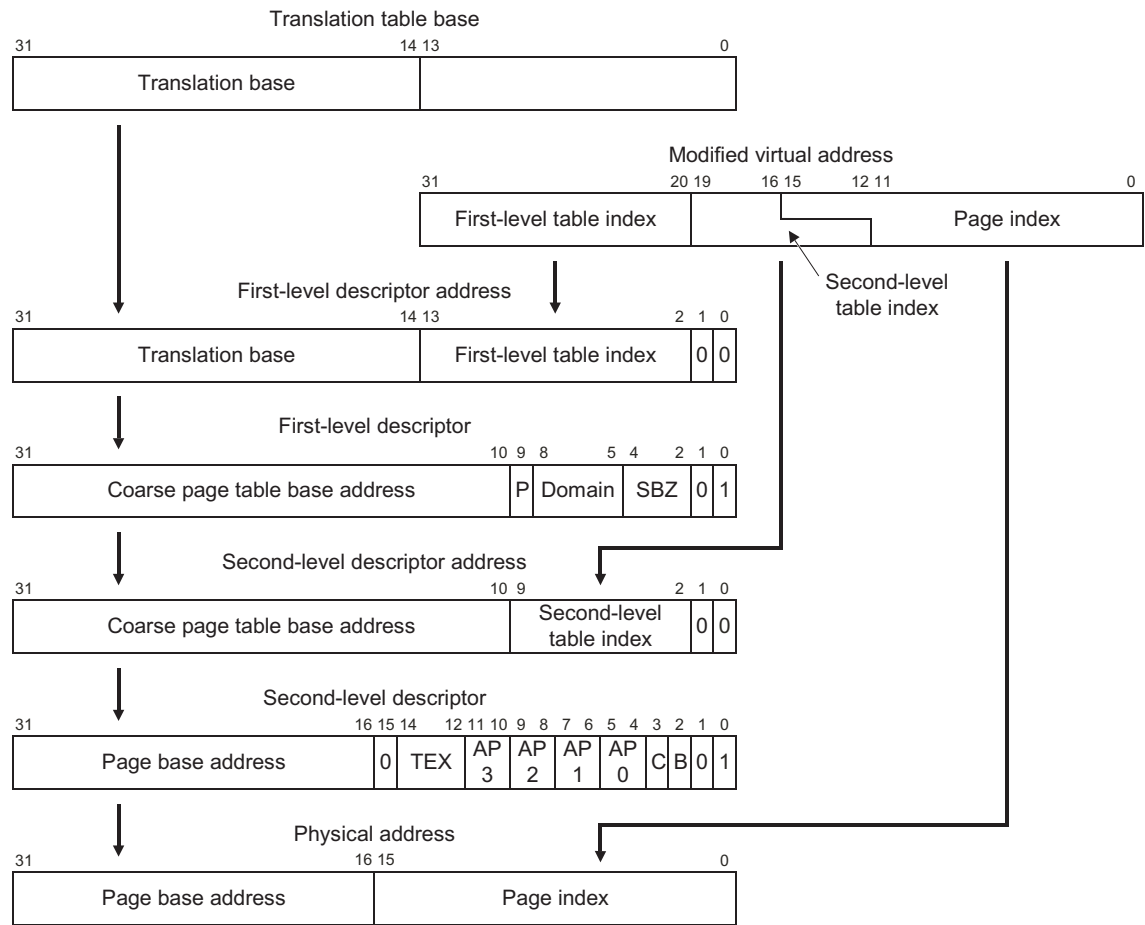 Translation table base
31 14 13 0
Translation base
Modified virtual address
31 20 19 16 15 12 11 0
First-level table index Page index
Second-level
table index
First-level descriptor address
31 14 13 2 1 0
Translation base First-level table index 0 0
First-level descriptor
31 10 9 8 5 4 2 1 0
Coarse page table base address P Domain SBZ 0 1
Second-level descriptor address
31 10 9 2 1 0
Coarse page table base address Second-level
table index 0 0
Second-level descriptor
31 16 15 14 12 11 10 9 8 7 6 5 4 3 2 1 0
Page base address 0 TEX AP AP AP AP C B 0 1
3 2 1 0
Physical address
31 16 15 0
Page base address Page index